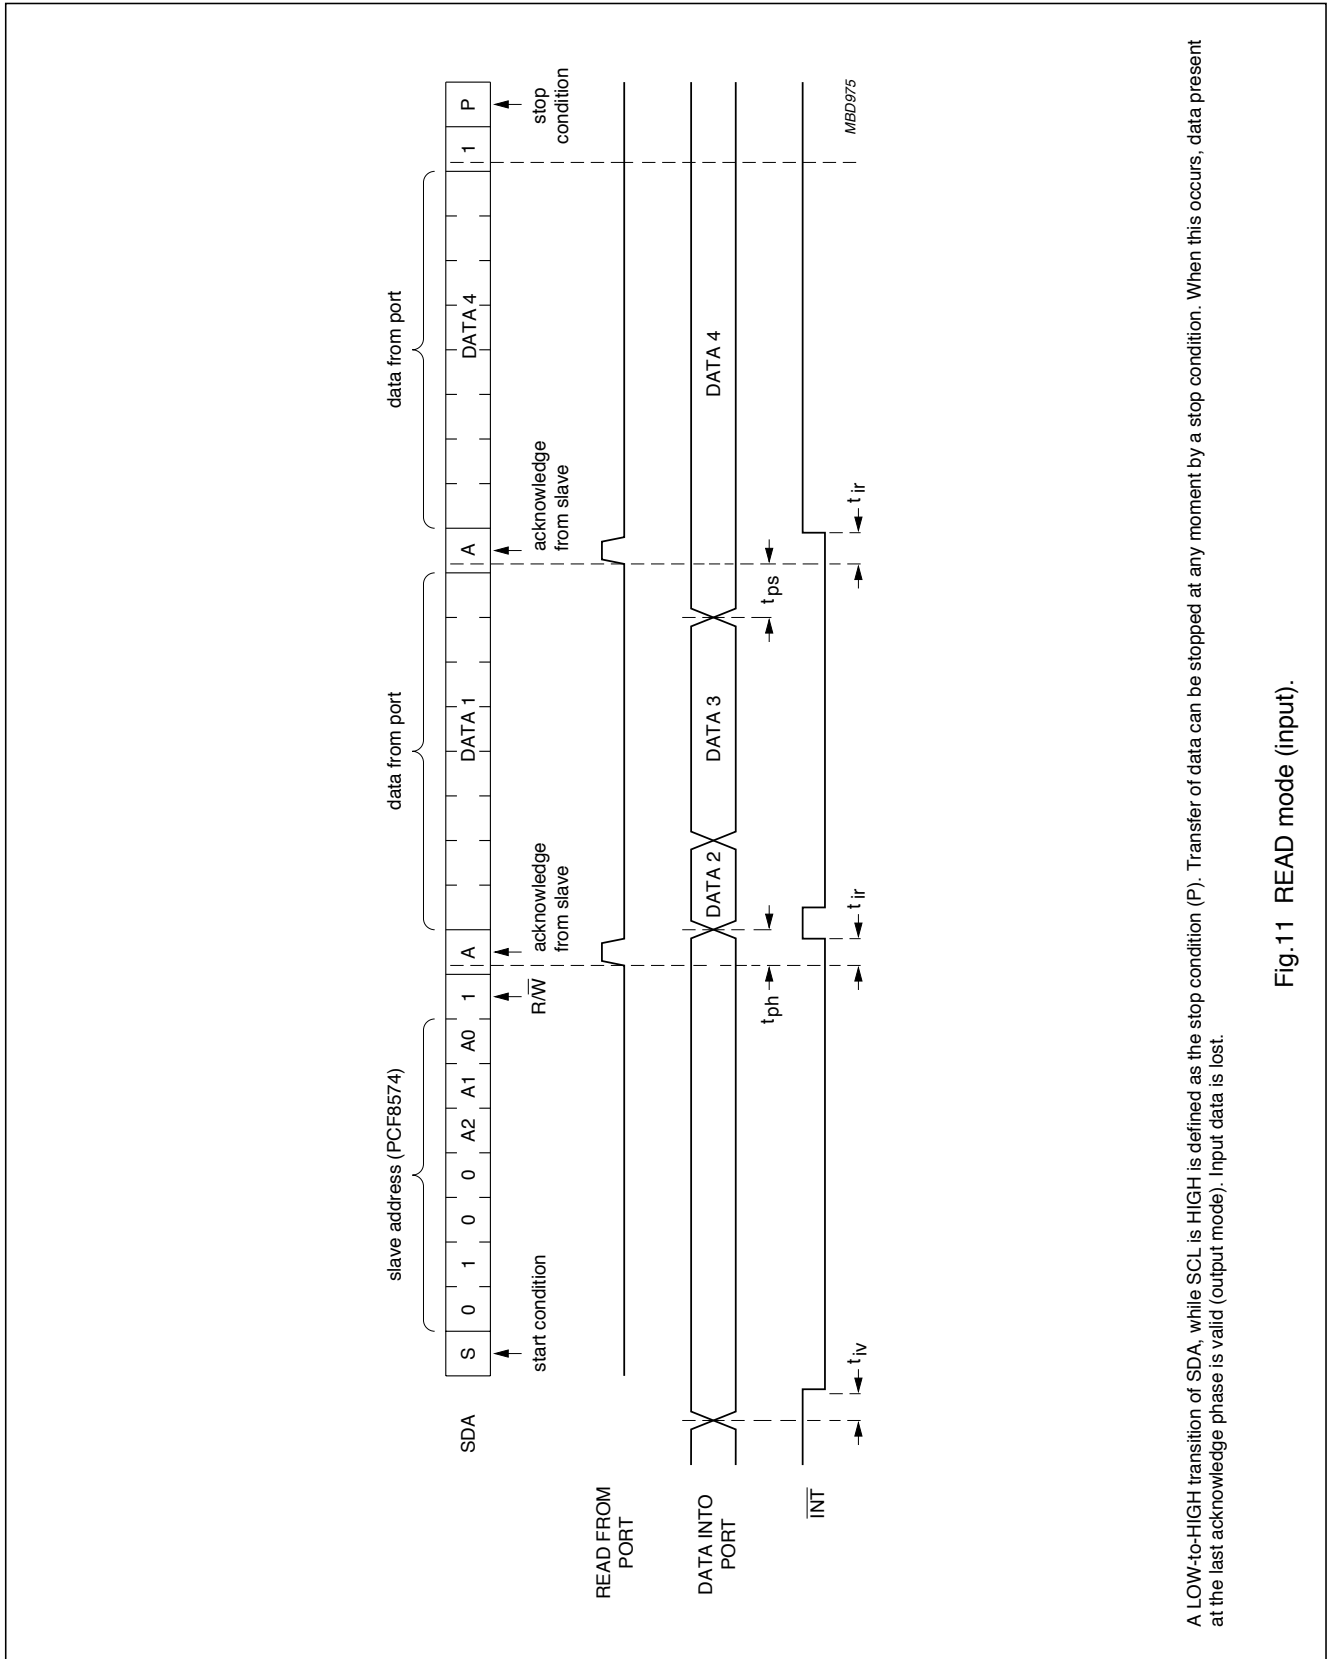 slave address (PCF8574)
data from port
data from port
SDA
S 0 1 0 0 A2 A1 A0 1 A DATA 1 A DATA 4 1 P
start condition
R/W
acknowledge
from slave
acknowledge
from slave
stop
condition
READ FROM
PORT
DATA INTO
PORT
DATA 2
DATA 3
DATA 4
tph
tps
INT
tiv
tir
tir
MBD975
A LOW-to-HIGH transition of SDA, while SCL is HIGH is defined as the stop condition (P). Transfer of data can be stopped at any moment by a stop condition. When this occurs, data present
at the last acknowledge phase is valid (output mode). Input data is lost.
Fig.11 READ mode (input).